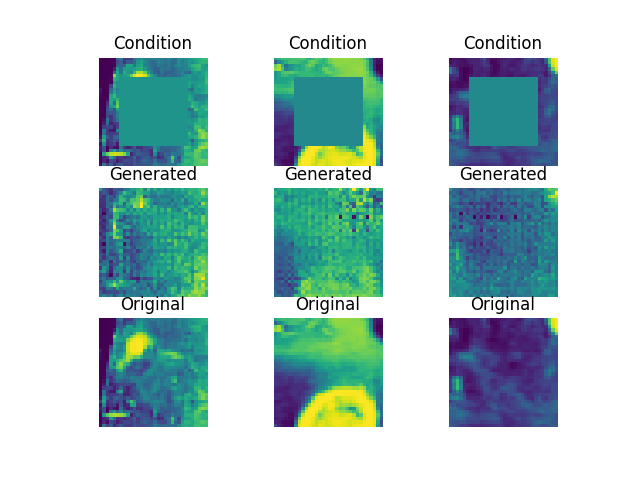 Condition Condition Condition
Generated Generated Generated
Original Original Original